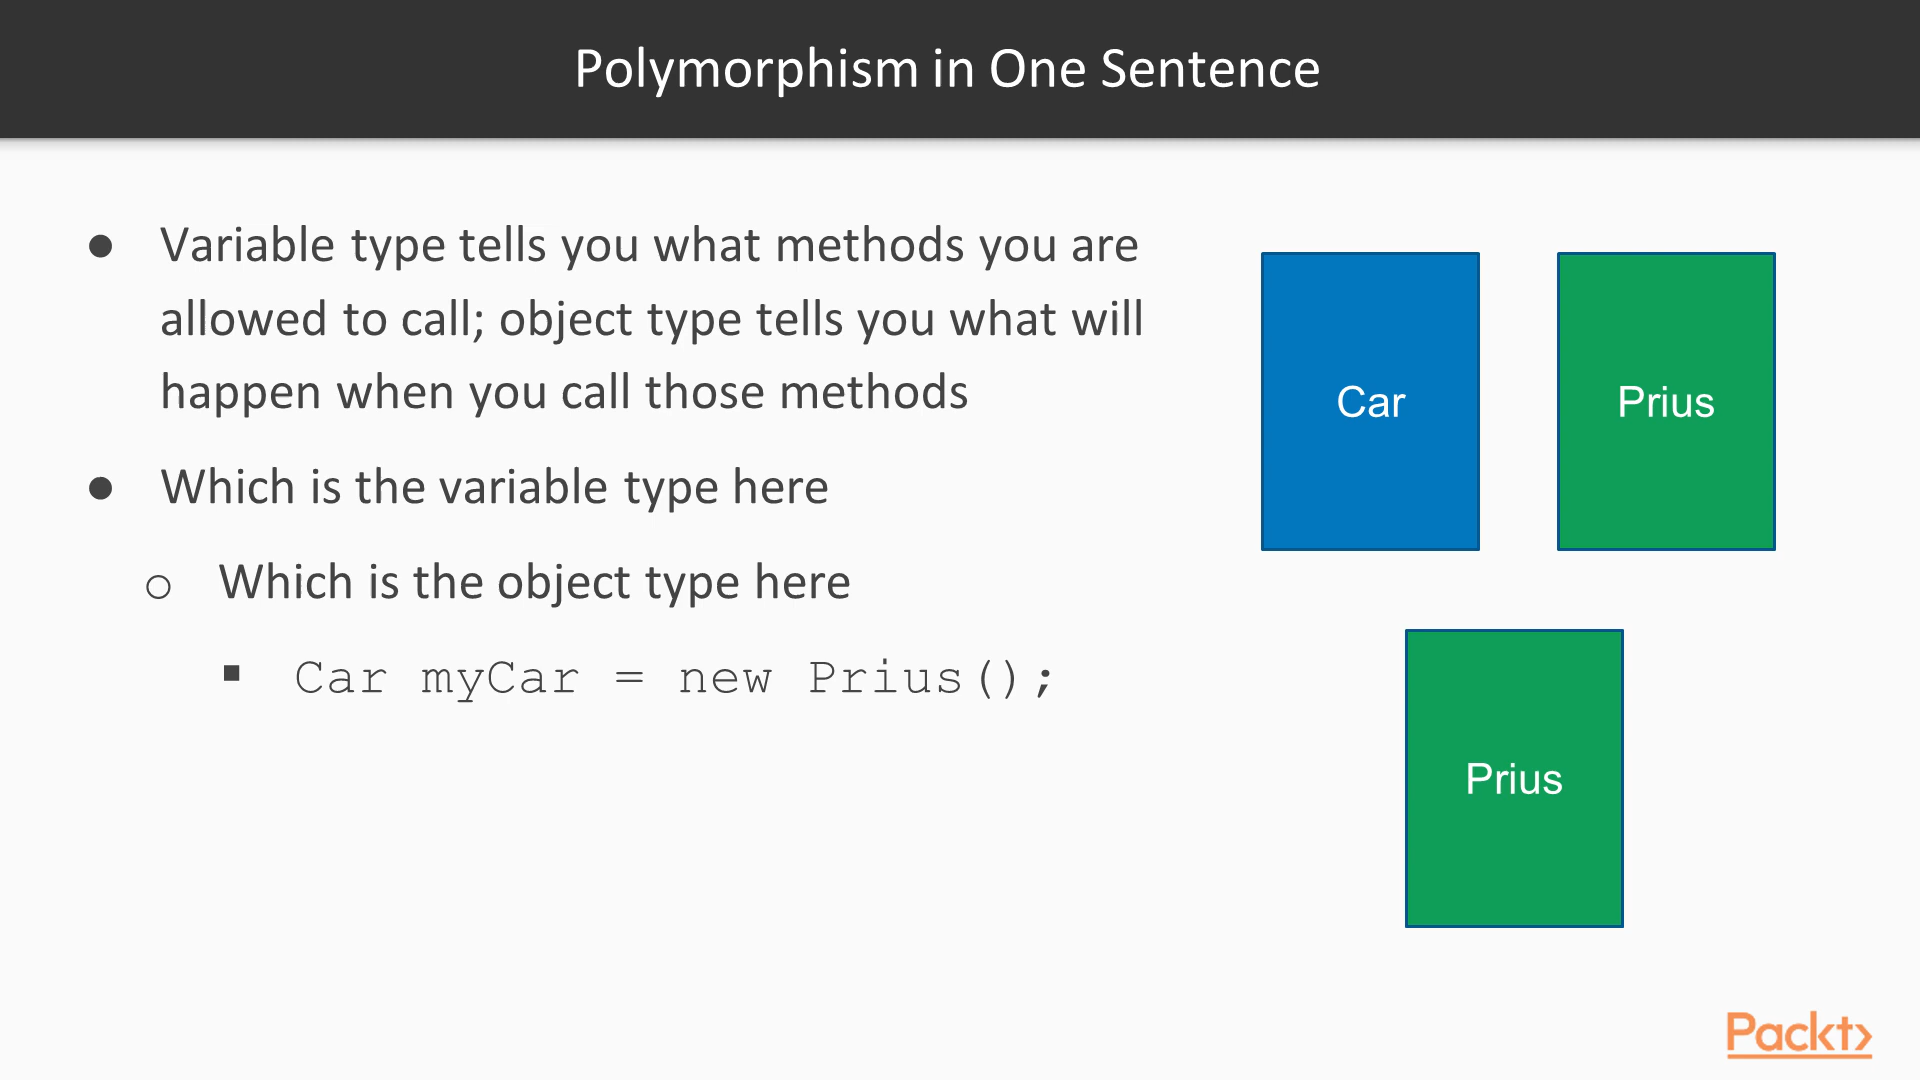 Polymorphism in One Sentence
● Variable type tells you what methods you are
allowed to call; object type tells you what will
happen when you call those methods
● Which is the variable type here
○ Which is the object type here
▪ Car myCar = new Prius();
Car
Prius
Prius
Packt>